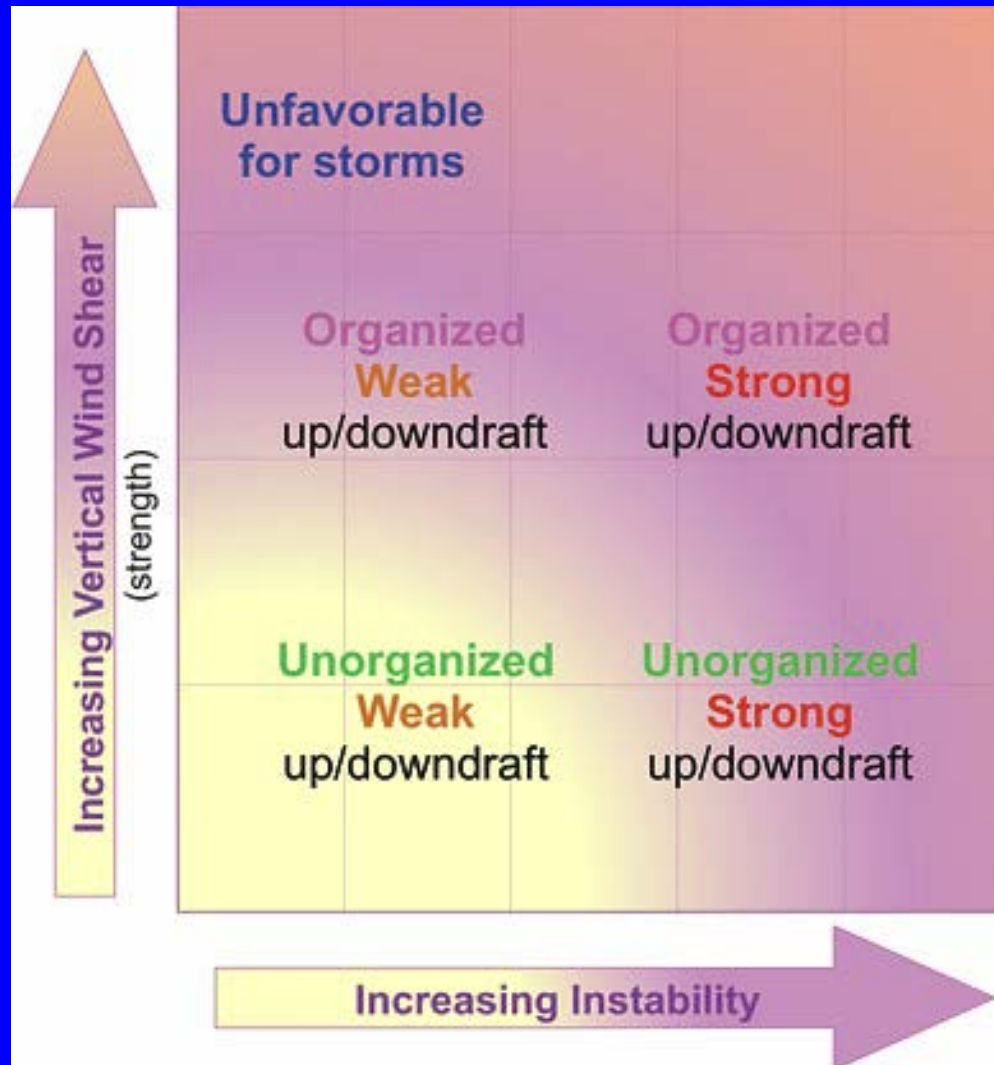 Unfavorable
for storms
Increasing Vertical Wind Shear
(strength)
Organized
Weak
up/downdraft
Organized
Strong
up/downdraft
Unorganized
Weak
up/downdraft
Unorganized
Strong
up/downdraft
Increasing Instability